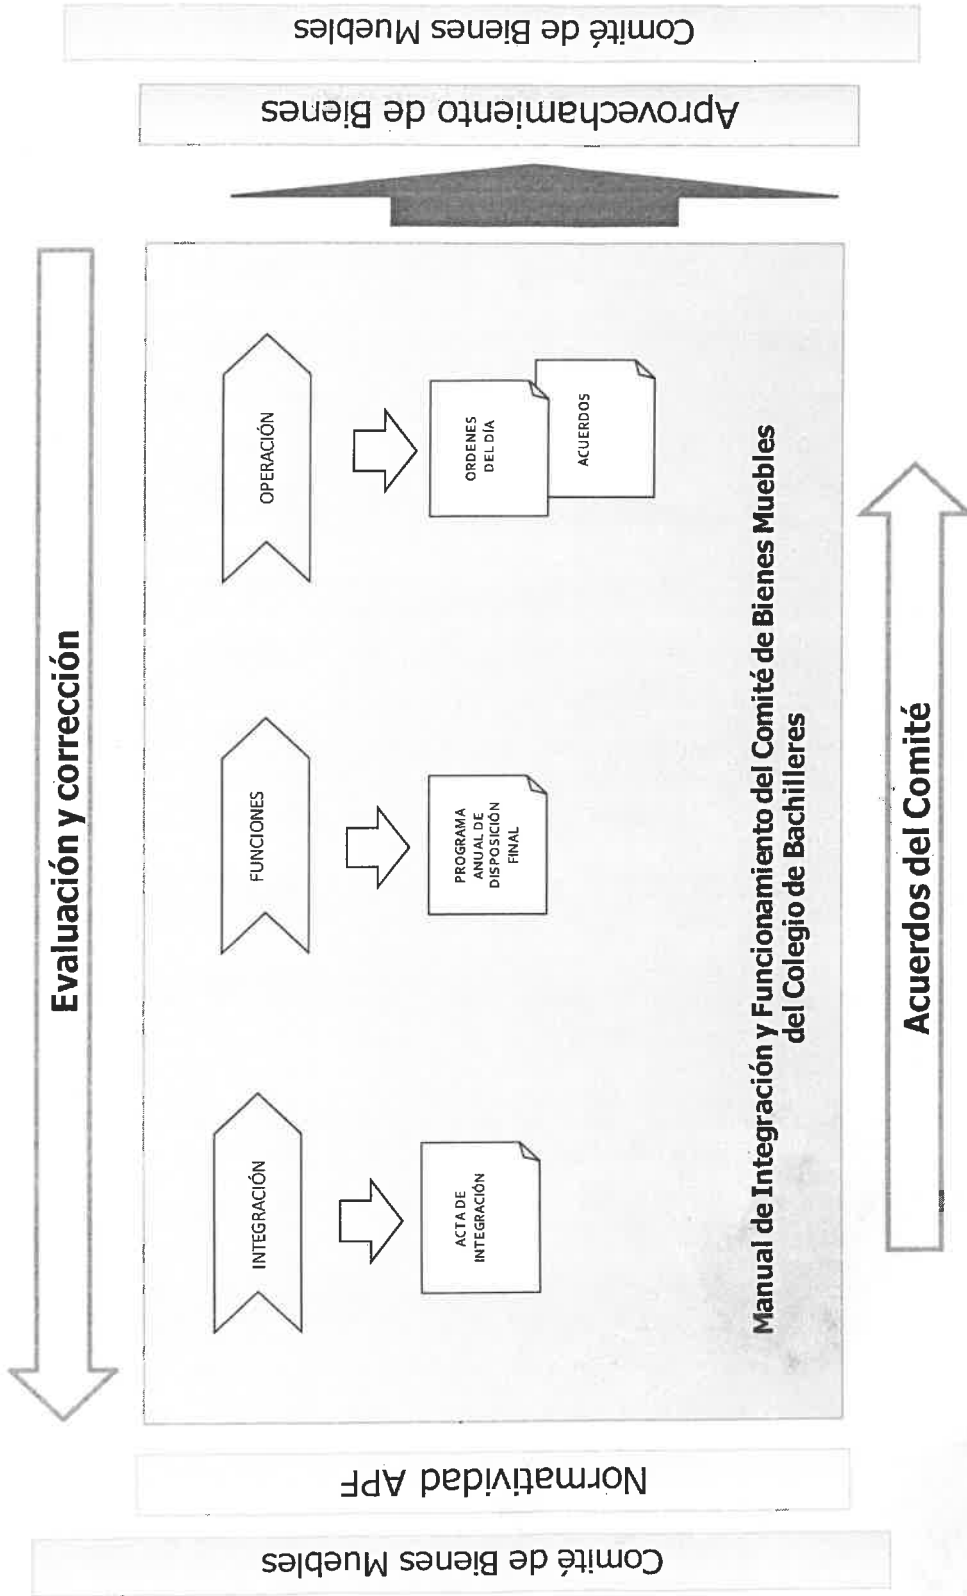 Evaluación y corrección
Comité de Bienes Muebles
Normatividad APF
INTEGRACIÓN
ACTA DE
INTEGRACIÓN
FUNCIONES
PROGRAMA
ANUAL DE
DISPOSICIÓN
FINAL
OPERACIÓN
ORDENES
DEL DÍA
ACUERDOS
Manual de Integración y Funcionamiento del Comité de Bienes Muebles
del Colegio de Bachilleres
Aprovechamiento de Bienes
Comité de Bienes Muebles
Acuerdos del Comité